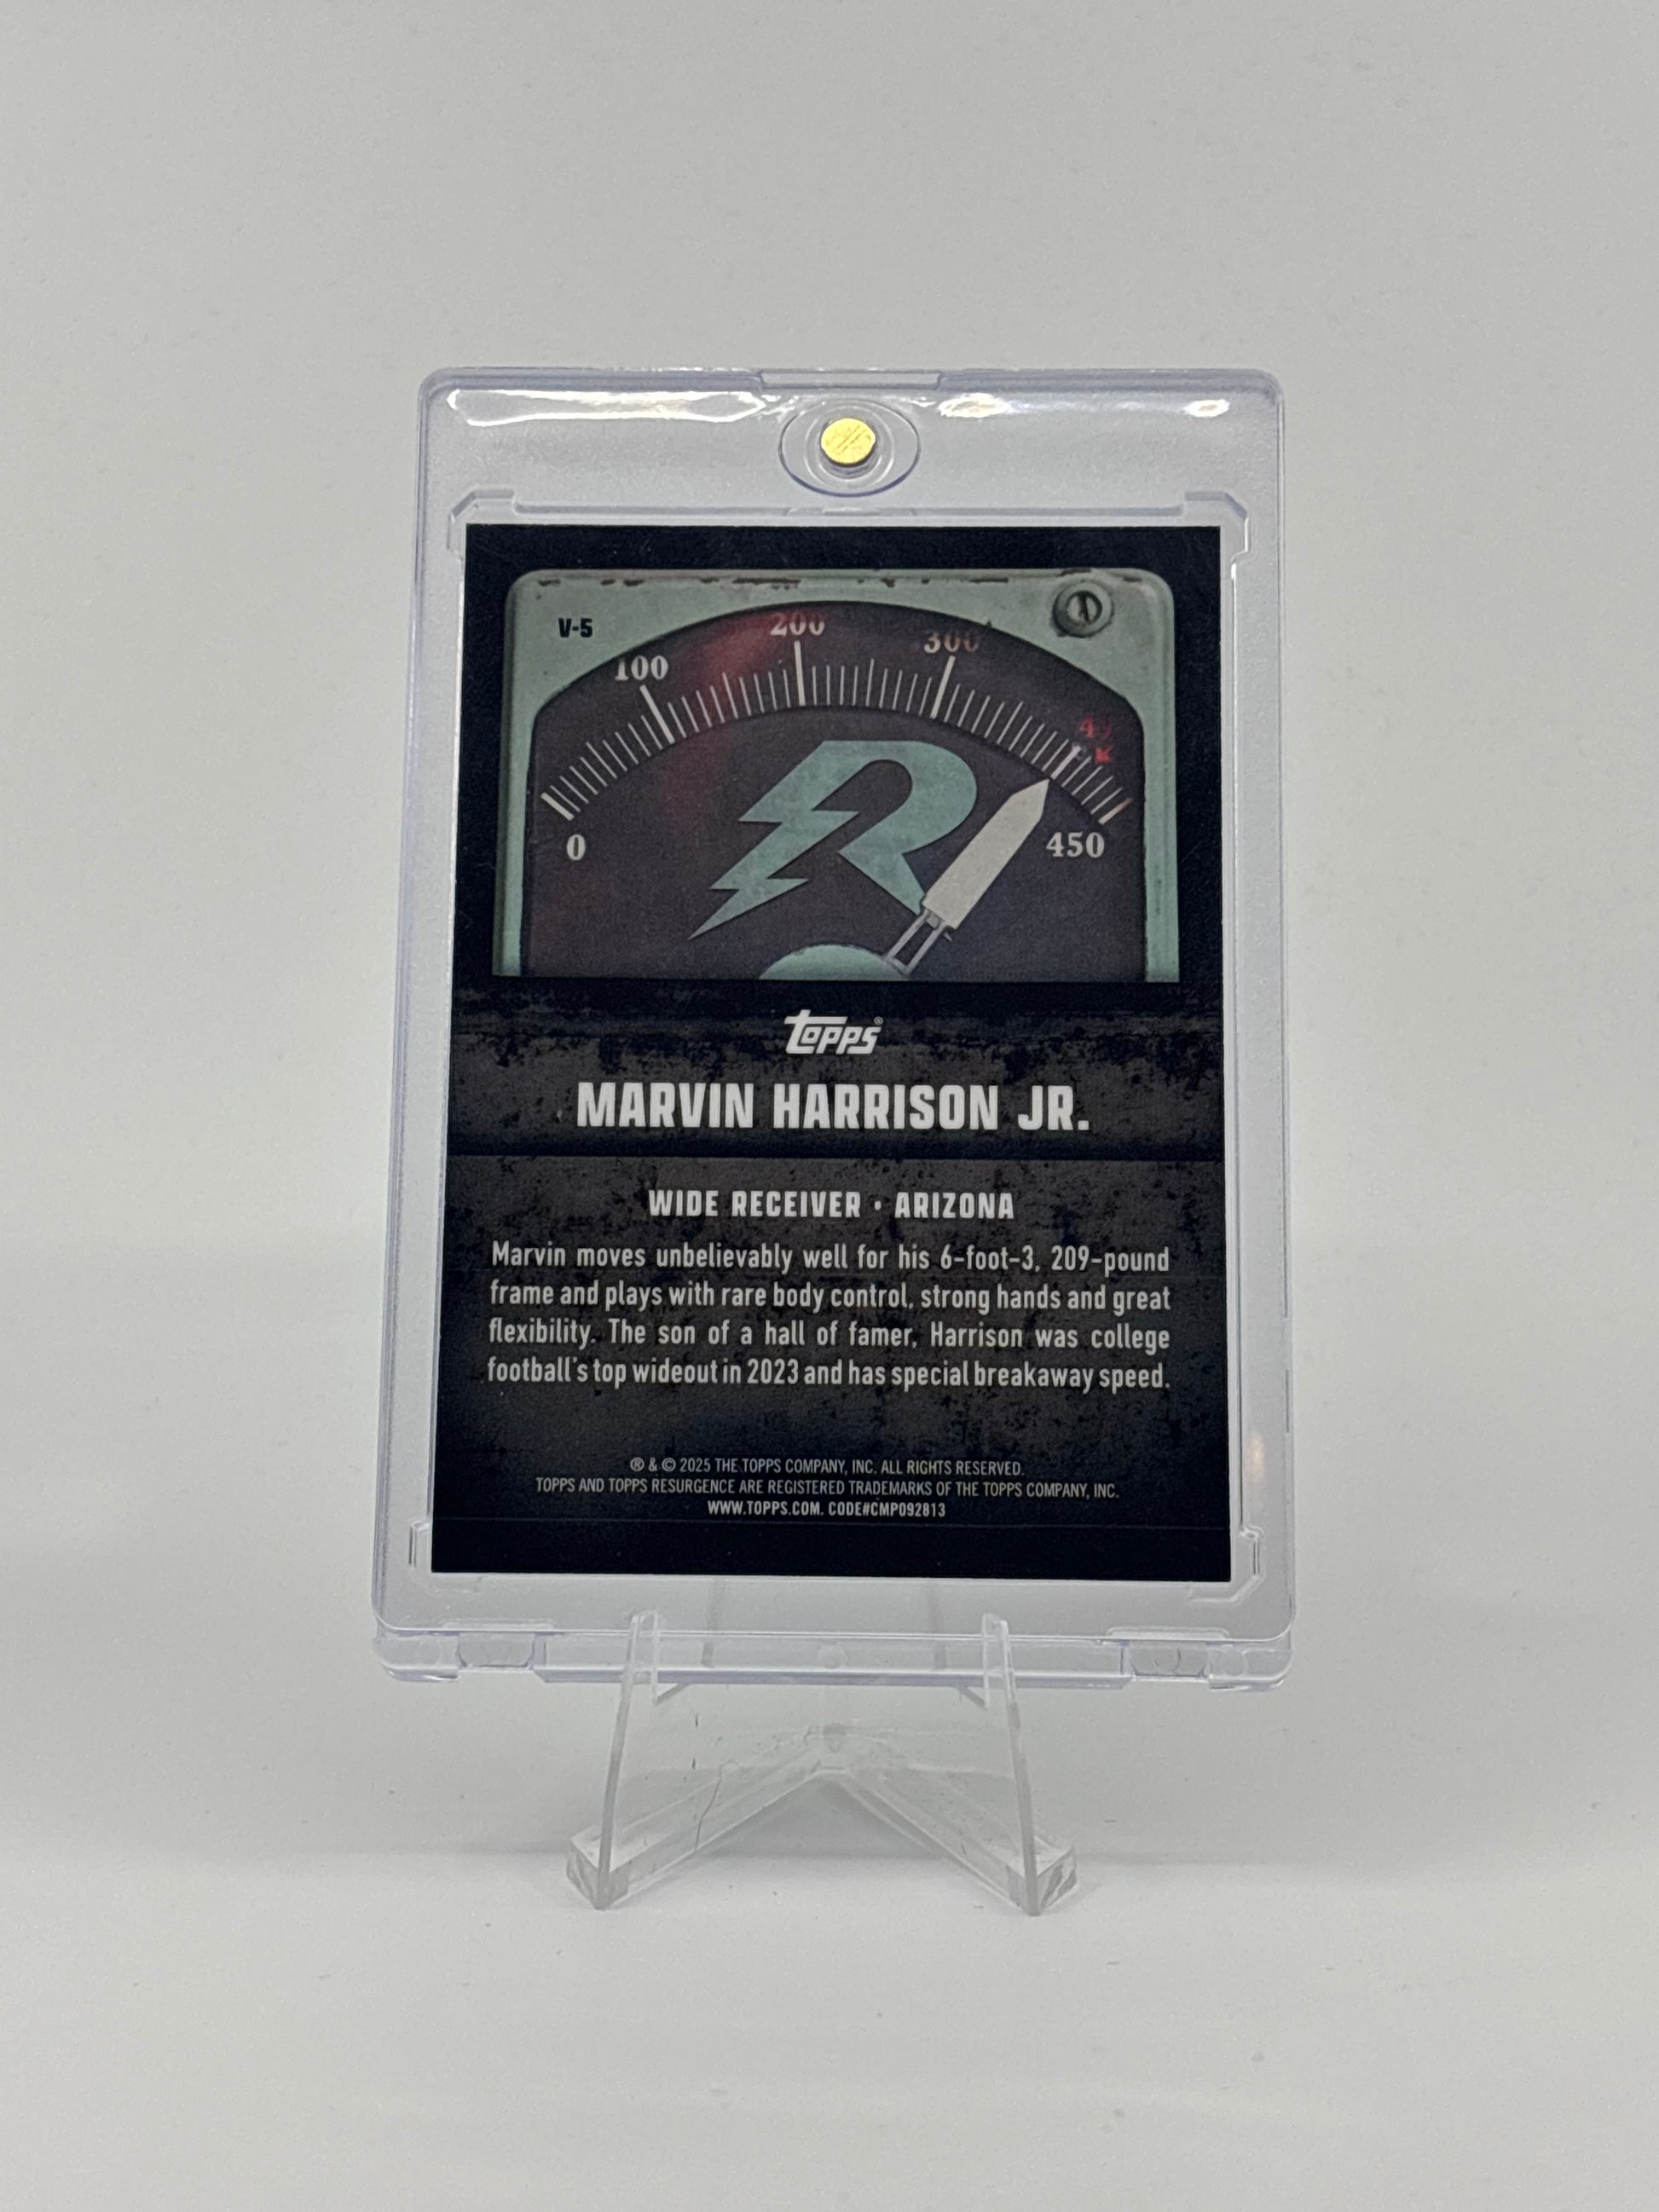 V-5
100
200
300
0
450
topps®
MARVIN HARRISON JR.
WIDE RECEIVER • ARIZONA
Marvin moves unbelievably well for his 6-foot-3, 209-pound
frame and plays with rare body control, strong hands and great
flexibility. The son of a hall of famer, Harrison was college
football's top wideout in 2023 and has special breakaway speed.
® & © 2025 THE TOPPS COMPANY, INC. ALL RIGHTS RESERVED.
TOPPS AND TOPPS RESURGENCE ARE REGISTERED TRADEMARKS OF THE TOPPS COMPANY, INC.
WWW.TOPPS.COM. CODE#CMP092813